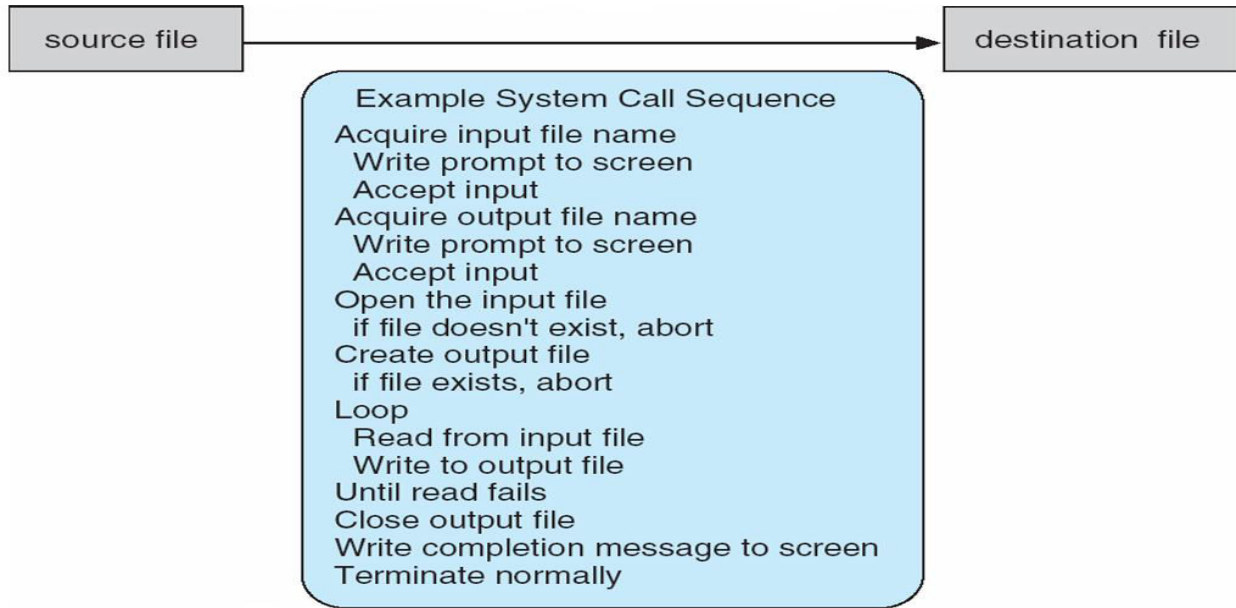 source file
destination file
Example System Call Sequence
Acquire input file name
Write prompt to screen
Accept input
Acquire output file name
Write prompt to screen
Accept input
Open the input file
if file doesn't exist, abort
Create output file
if file exists, abort
Loop
Read from input file
Write to output file
Until read fails
Close output file
Write completion message to screen
Terminate normally